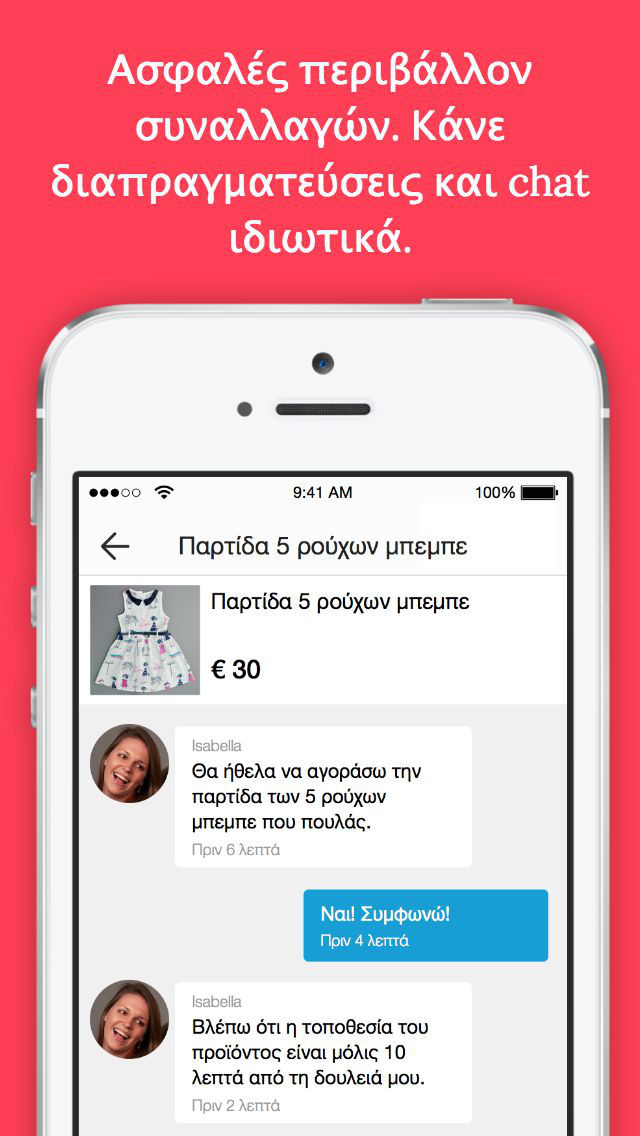 Ασφαλές περιβάλλον
συναλλαγών. Κάνε
διαπραγματεύσεις και chat
ιδιωτικά.
9:41 AM
100%
Παρτίδα 5 ρούχων μπεμπε
Παρτίδα 5 ρούχων μπεμπε
€ 30
Isabella
Θα ήθελα να αγοράσω την
παρτίδα των 5 ρούχων
μπεμπε που πουλάς.
Πριν 6 λεπτά
Ναι! Συμφωνώ!
Πριν 4 λεπτά
Isabella
Βλέπω ότι η τοποθεσία του
προϊόντος είναι μόλις 10
λεπτά από τη δουλειά μου.
Πριν 2 λεπτά